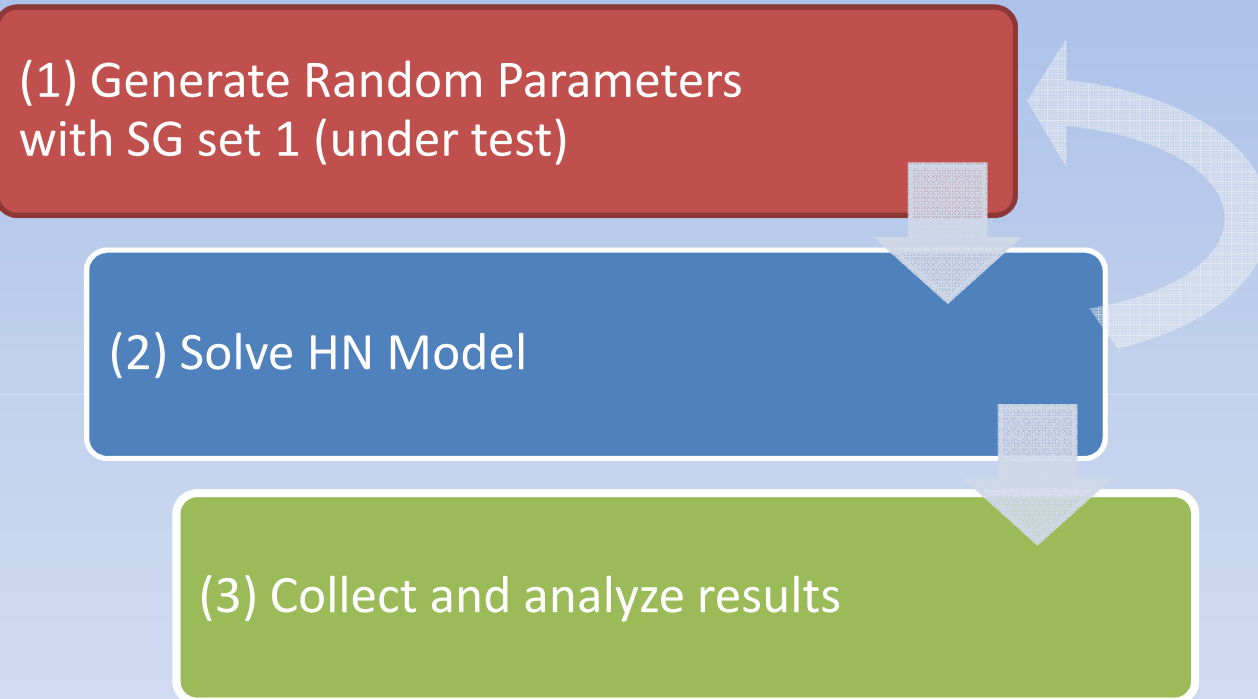 (1) Generate Random Parameters
with SG set 1 (under test)
(2) Solve HN Model
(3) Collect and analyze results